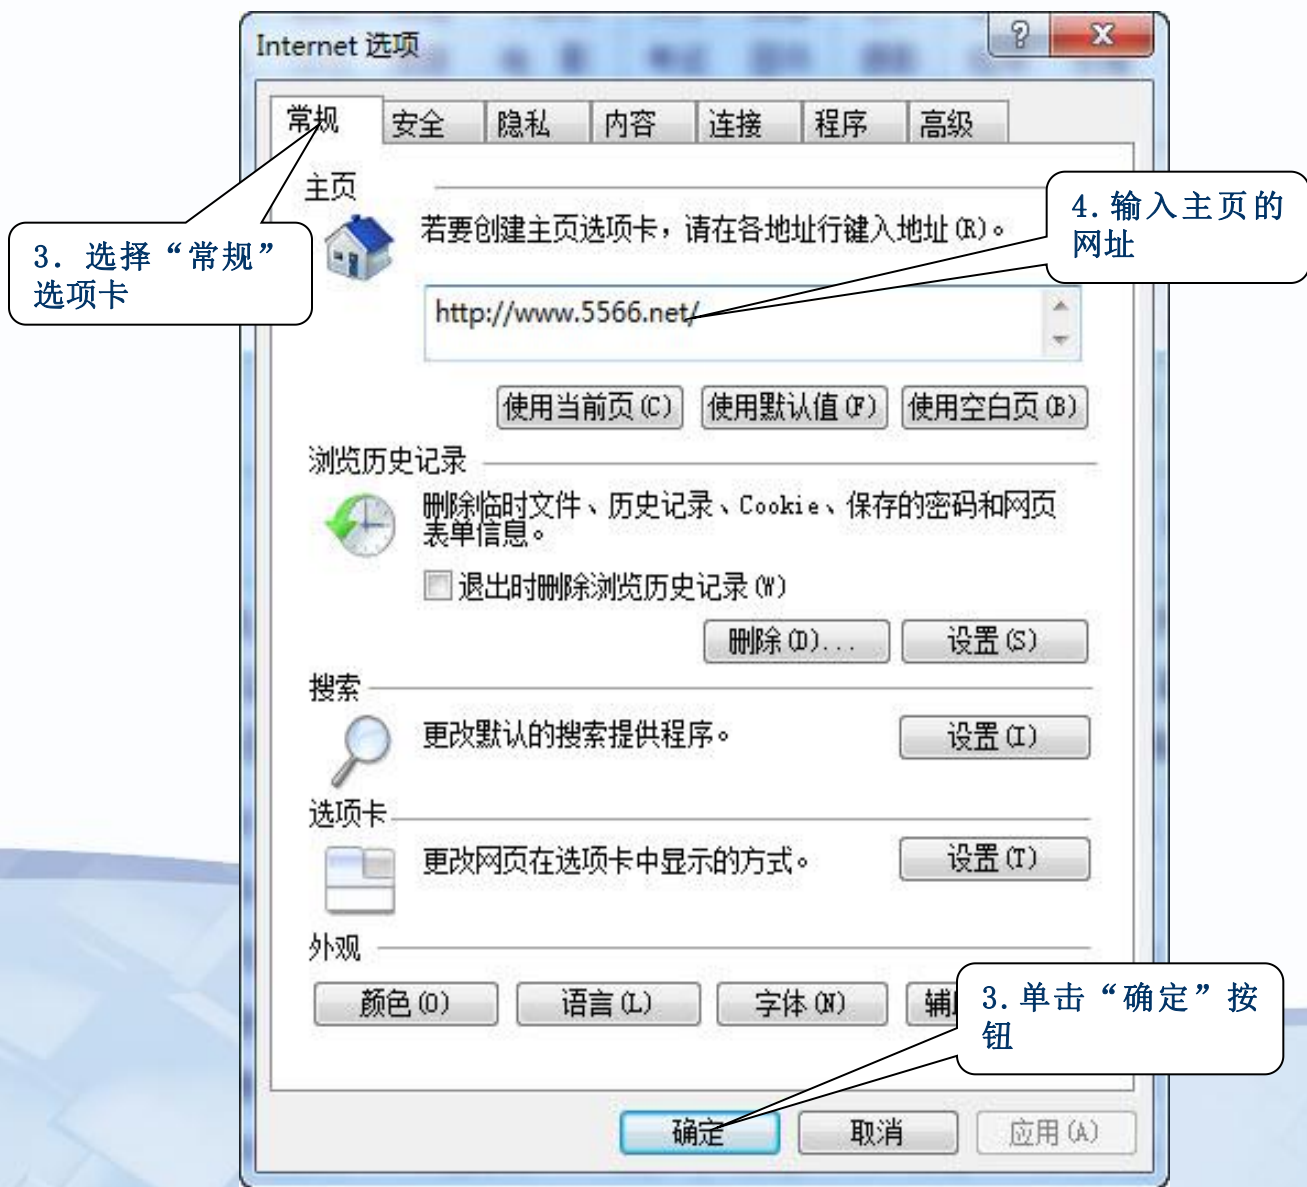 Internet 选项
常规 安全 隐私 内容 连接 程序 高级
主页
若要创建主页选项卡，请在各地址行键入地址(R)。
4.输入主页的
网址
3. 选择“常规”
选项卡
http://www.5566.net/
使用当前页(C) 使用默认值(F) 使用空白页(B)
浏览历史记录
删除临时文件、历史记录、Cookie、保存的密码和网页
表单信息。
退出时删除浏览历史记录(W)
删除(D)... 设置(S)
搜索
更改默认的搜索提供程序。 设置(I)
选项卡
更改网页在选项卡中显示的方式。 设置(T)
外观
颜色(O) 语言(L) 字体(N) 辅
3.单击“确定”按
钮
确定 取消 应用(A)